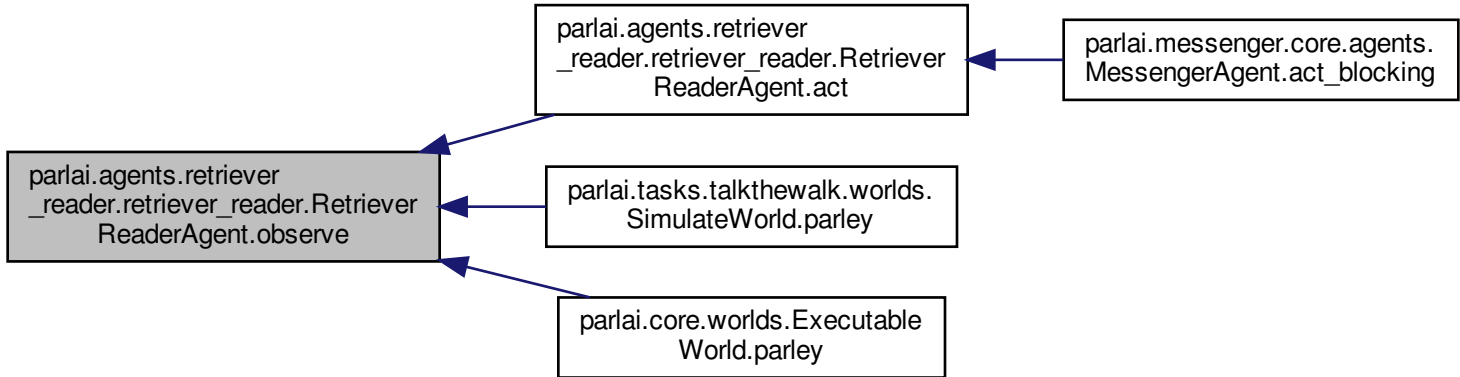 parlai.agents.retriever
_reader.retriever_reader.Retriever
ReaderAgent.observe
parlai.agents.retriever
_reader.retriever_reader.Retriever
ReaderAgent.act
parlai.messenger.core.agents.
MessengerAgent.act_blocking
parlai.tasks.talkthewalk.worlds.
SimulateWorld.parley
parlai.core.worlds.Executable
World.parley